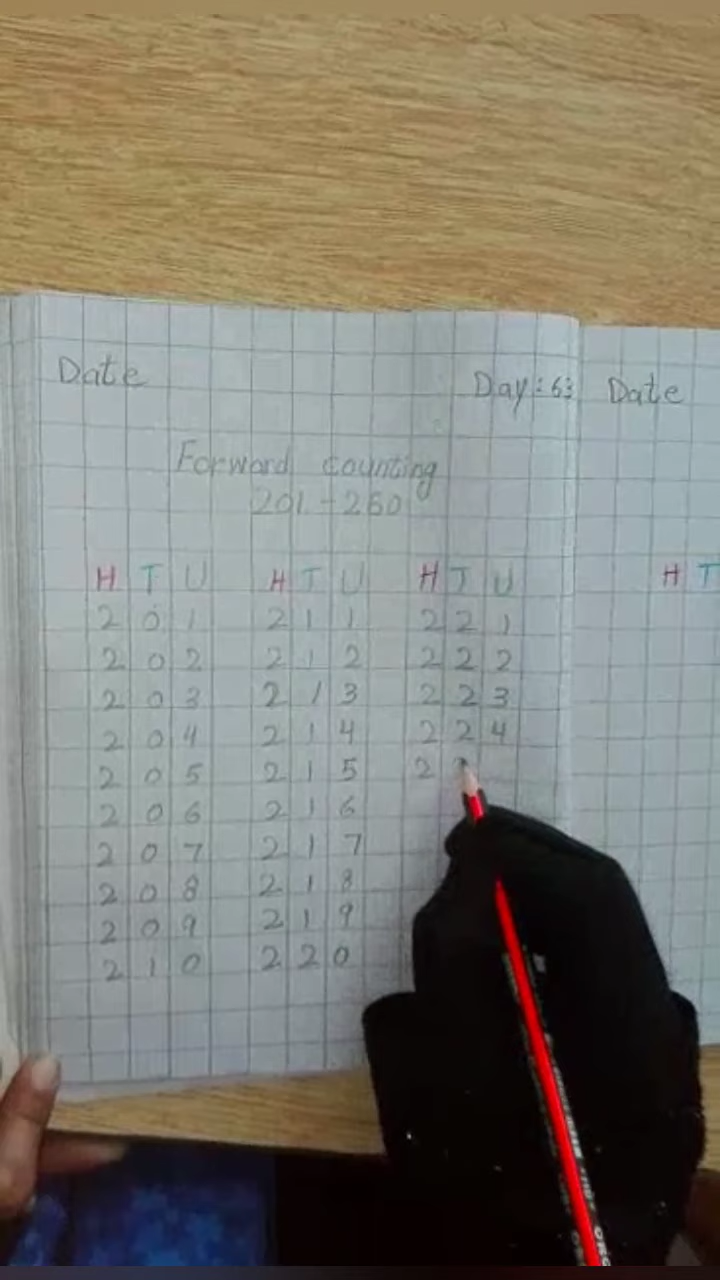 Date Day: 63 Date
Forward counting
201-260
H T U H T U H T U H T
2 0 1 2 1 1 2 2 1
2 0 2 2 1 2 2 2 2
2 0 3 2 1 3 2 2 3
2 0 4 2 1 4 2 2 4
2 0 5 2 1 5 2
2 0 6 2 1 6
2 0 7 2 1 7
2 0 8 2 1 8
2 0 9 2 1 9
2 1 0 2 2 0